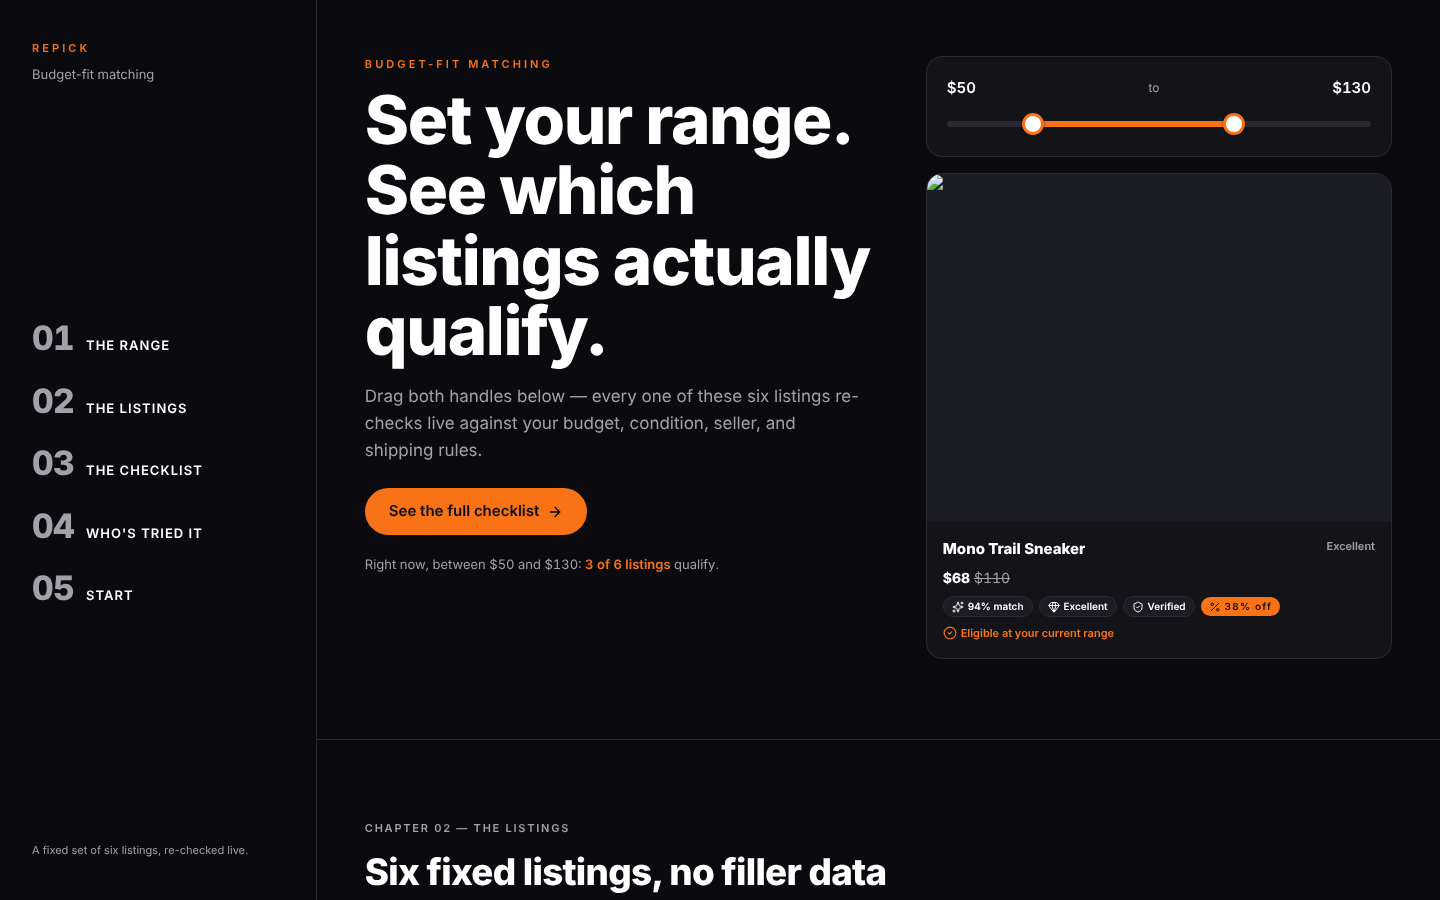 REPICK
Budget-fit matching
01 THE RANGE
02 THE LISTINGS
03 THE CHECKLIST
04 WHO'S TRIED IT
05 START
A fixed set of six listings, re-checked live.
BUDGET-FIT MATCHING
Set your range.
See which
listings actually
qualify.
Drag both handles below — every one of these six listings re-
checks live against your budget, condition, seller, and
shipping rules.
See the full checklist
Right now, between $50 and $130: 3 of 6 listings qualify.
$50 to $130
Mono Trail Sneaker Excellent
$68 $110
94% match Excellent Verified 38% off
Eligible at your current range
CHAPTER 02 — THE LISTINGS
Six fixed listings, no filler data